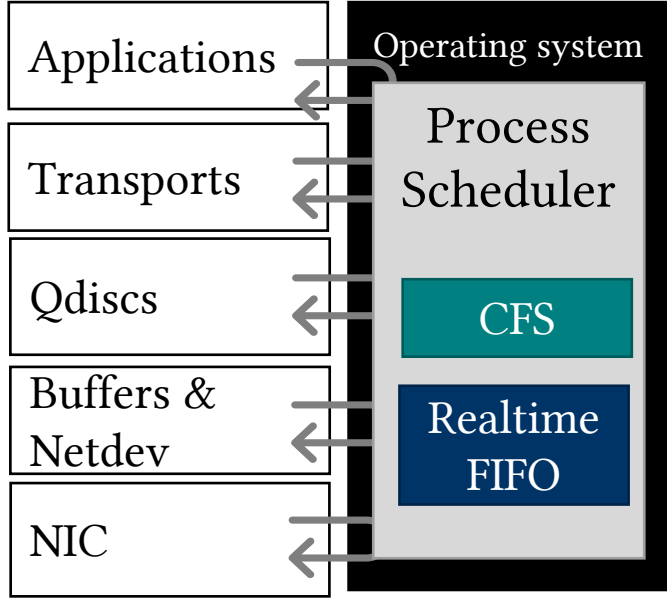 Applications
Transports
Qdiscs
Buffers &
Netdev
NIC
Operating system
Process
Scheduler
CFS
Realtime
FIFO